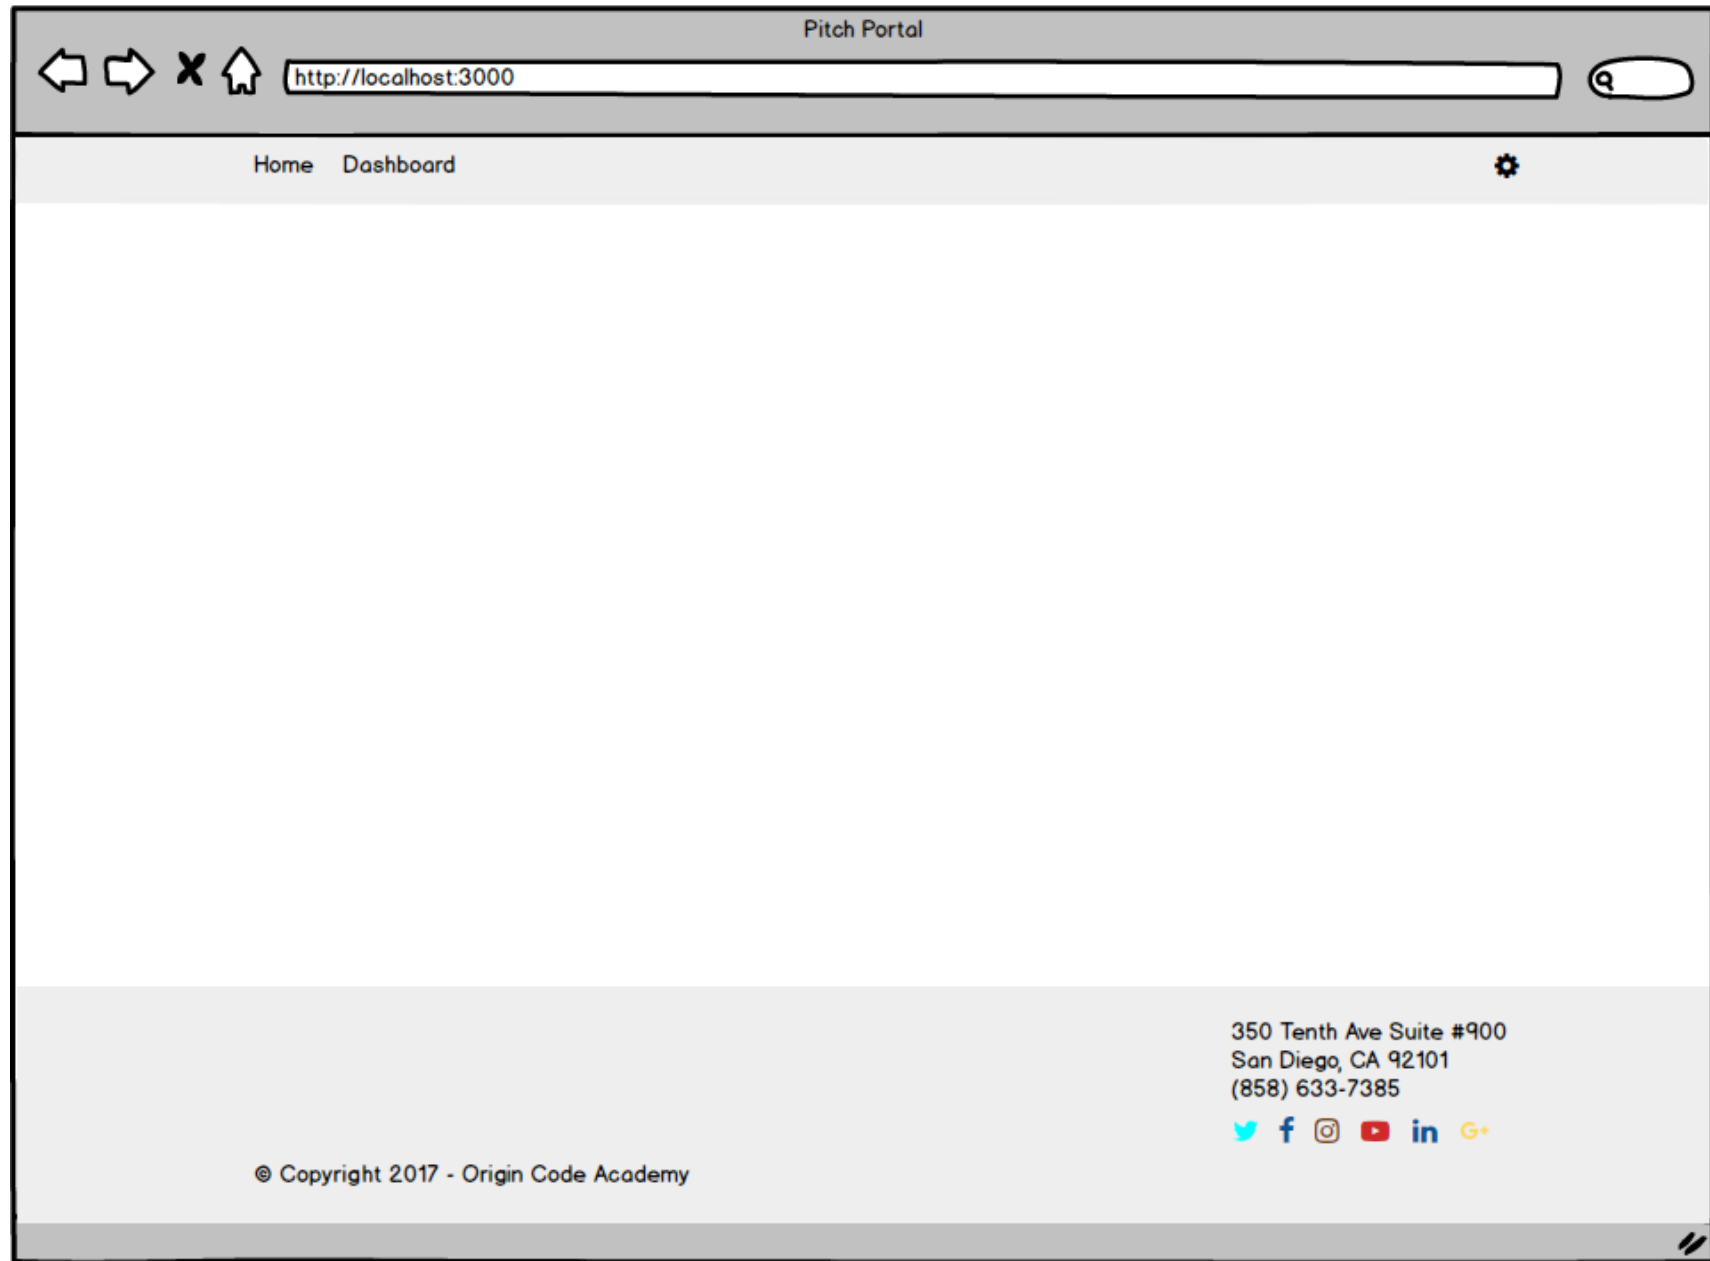 Pitch Portal
http://localhost:3000
Home Dashboard
350 Tenth Ave Suite #900
San Diego, CA 92101
(858) 633-7385
f in G+
© Copyright 2017 - Origin Code Academy